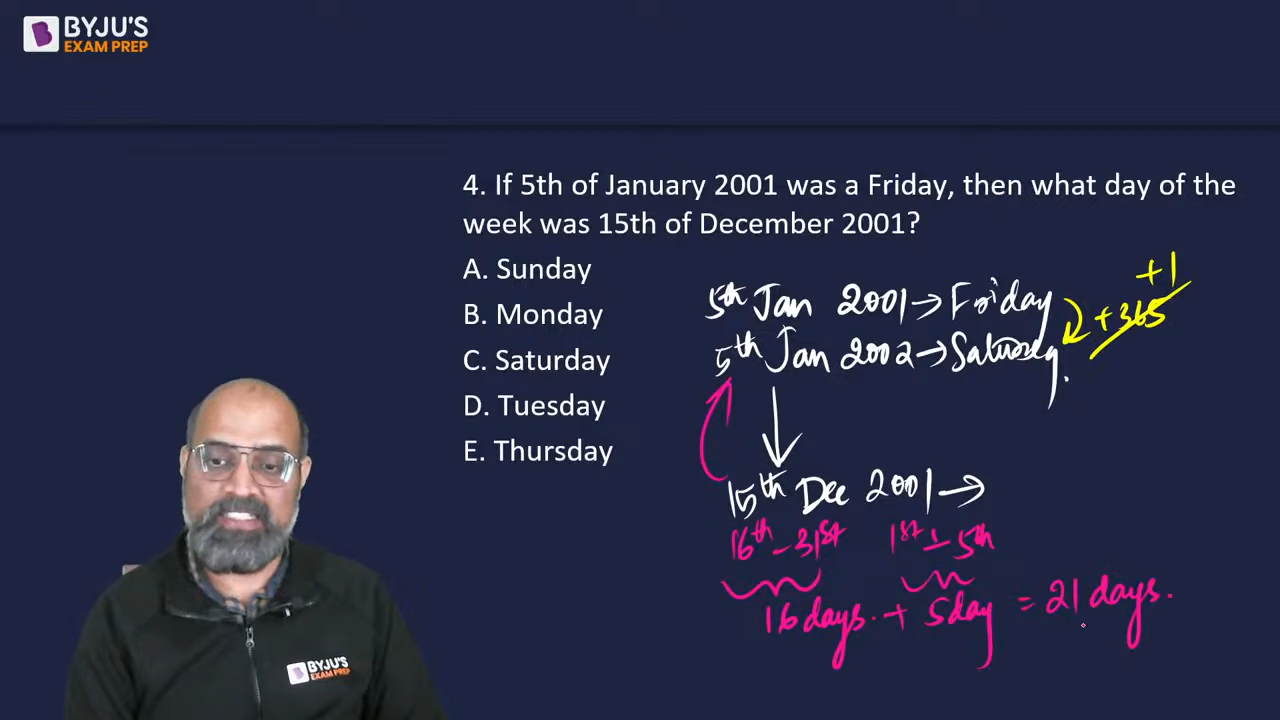 BYJU'S
EXAM PREP
4. If 5th of January 2001 was a Friday, then what day of the
week was 15th of December 2001?
A. Sunday
B. Monday
C. Saturday
D. Tuesday
E. Thursday
+1
5th Jan 2001→Friday
+365
5th Jan 2002→Saturday.
15th Dec 2001→
16th - 31st 1st - 5th
16 days. + 5day = 21 days.
BYJU'S
EXAM PREP